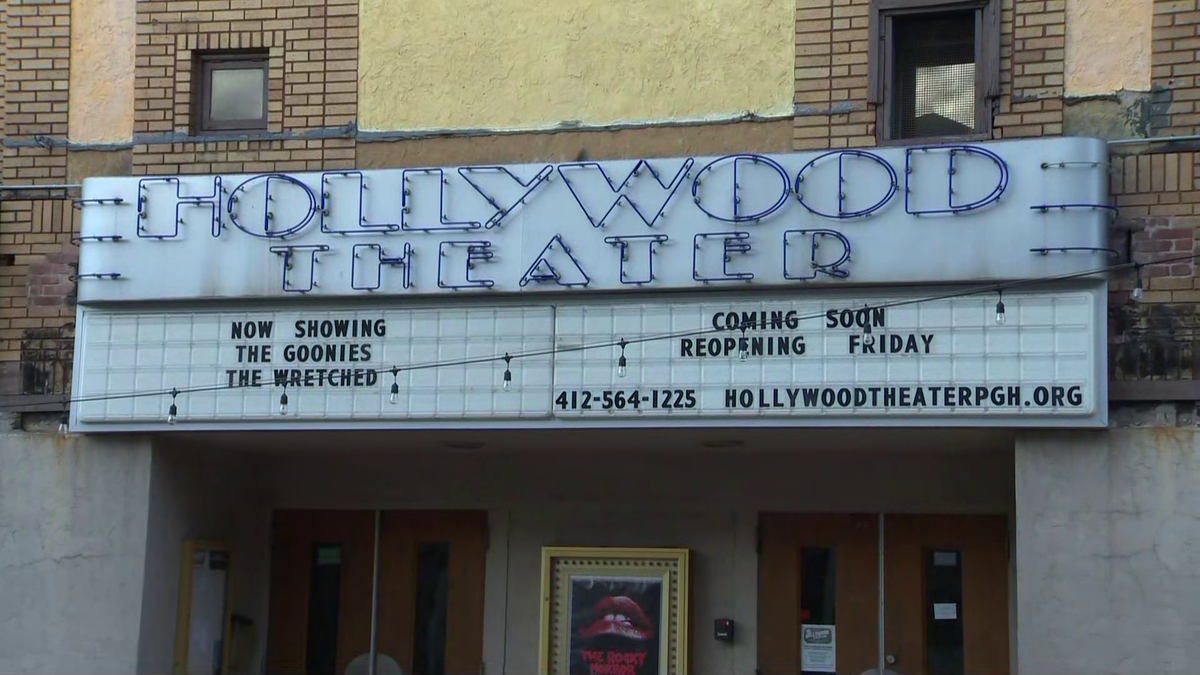 HOLLYWOOD
THEATER
NOW SHOWING
THE GOONIES
THE WRETCHED
COMING SOON
REOPENING FRIDAY
412-564-1225 HOLLYWOODTHEATERPGH.ORG
THE ROCKY
HORROR